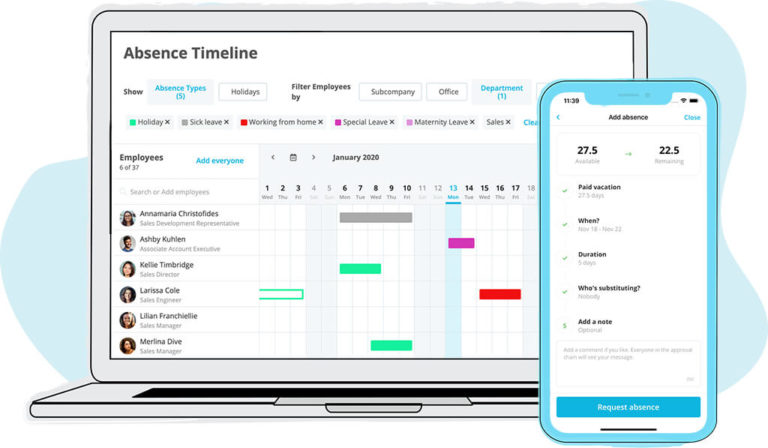 Absence Timeline
Show
Absence Types
(5)
Holidays
Filter Employees
by
Subcompany
Office
Department
(1)
Holiday ✕
Sick leave ✕
Working from home ✕
Special Leave ✕
Maternity Leave ✕
Sales ✕
Employees
6 of 37
Add everyone
January 2020
Search or Add employees
1 2 3 4 5 6 7 8 9 10 11 12 13 14 15 16 17 18
Wed Thu Fri Sat Sun Mon Tue Wed Thu Fri Sat Sun Mon Tue Wed Thu Fri
Annamaria Christofides
Sales Development Representative
Ashby Kuhlen
Associate Account Executive
Kellie Timbridge
Sales Director
Larissa Cole
Sales Engineer
Lilian Franchiellie
Sales Manager
Merlina Dive
Sales Manager
11:39
Add absence
Close
27.5
Available
→
22.5
Remaining
Paid vacation
27.5 days
When?
Nov 18 - Nov 22
Duration
5 days
Who's substituting?
Nobody
5
Add a note
Optional
Add a comment if you like. Everyone in the approval
chain will see your message.
Request absence